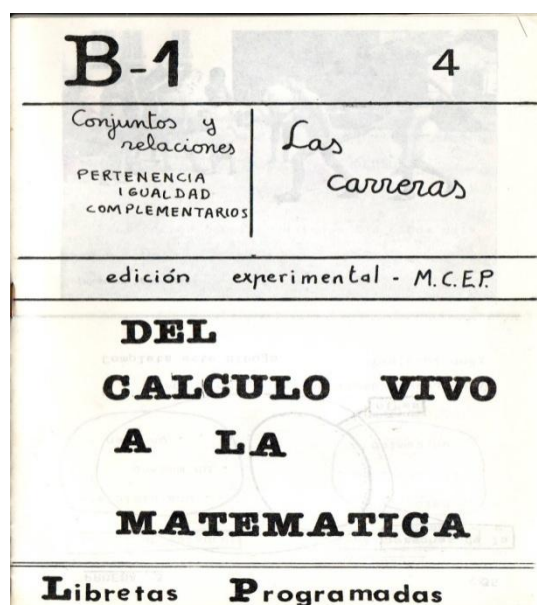 B-1 4
Conjuntos y
relaciones
PERTENENCIA
IGUALDAD
COMPLEMENTARIOS
Las
carreras
edición experimental - M.C.E.P.
DEL
CALCULO VIVO
A LA
MATEMATICA
Libretas Programadas